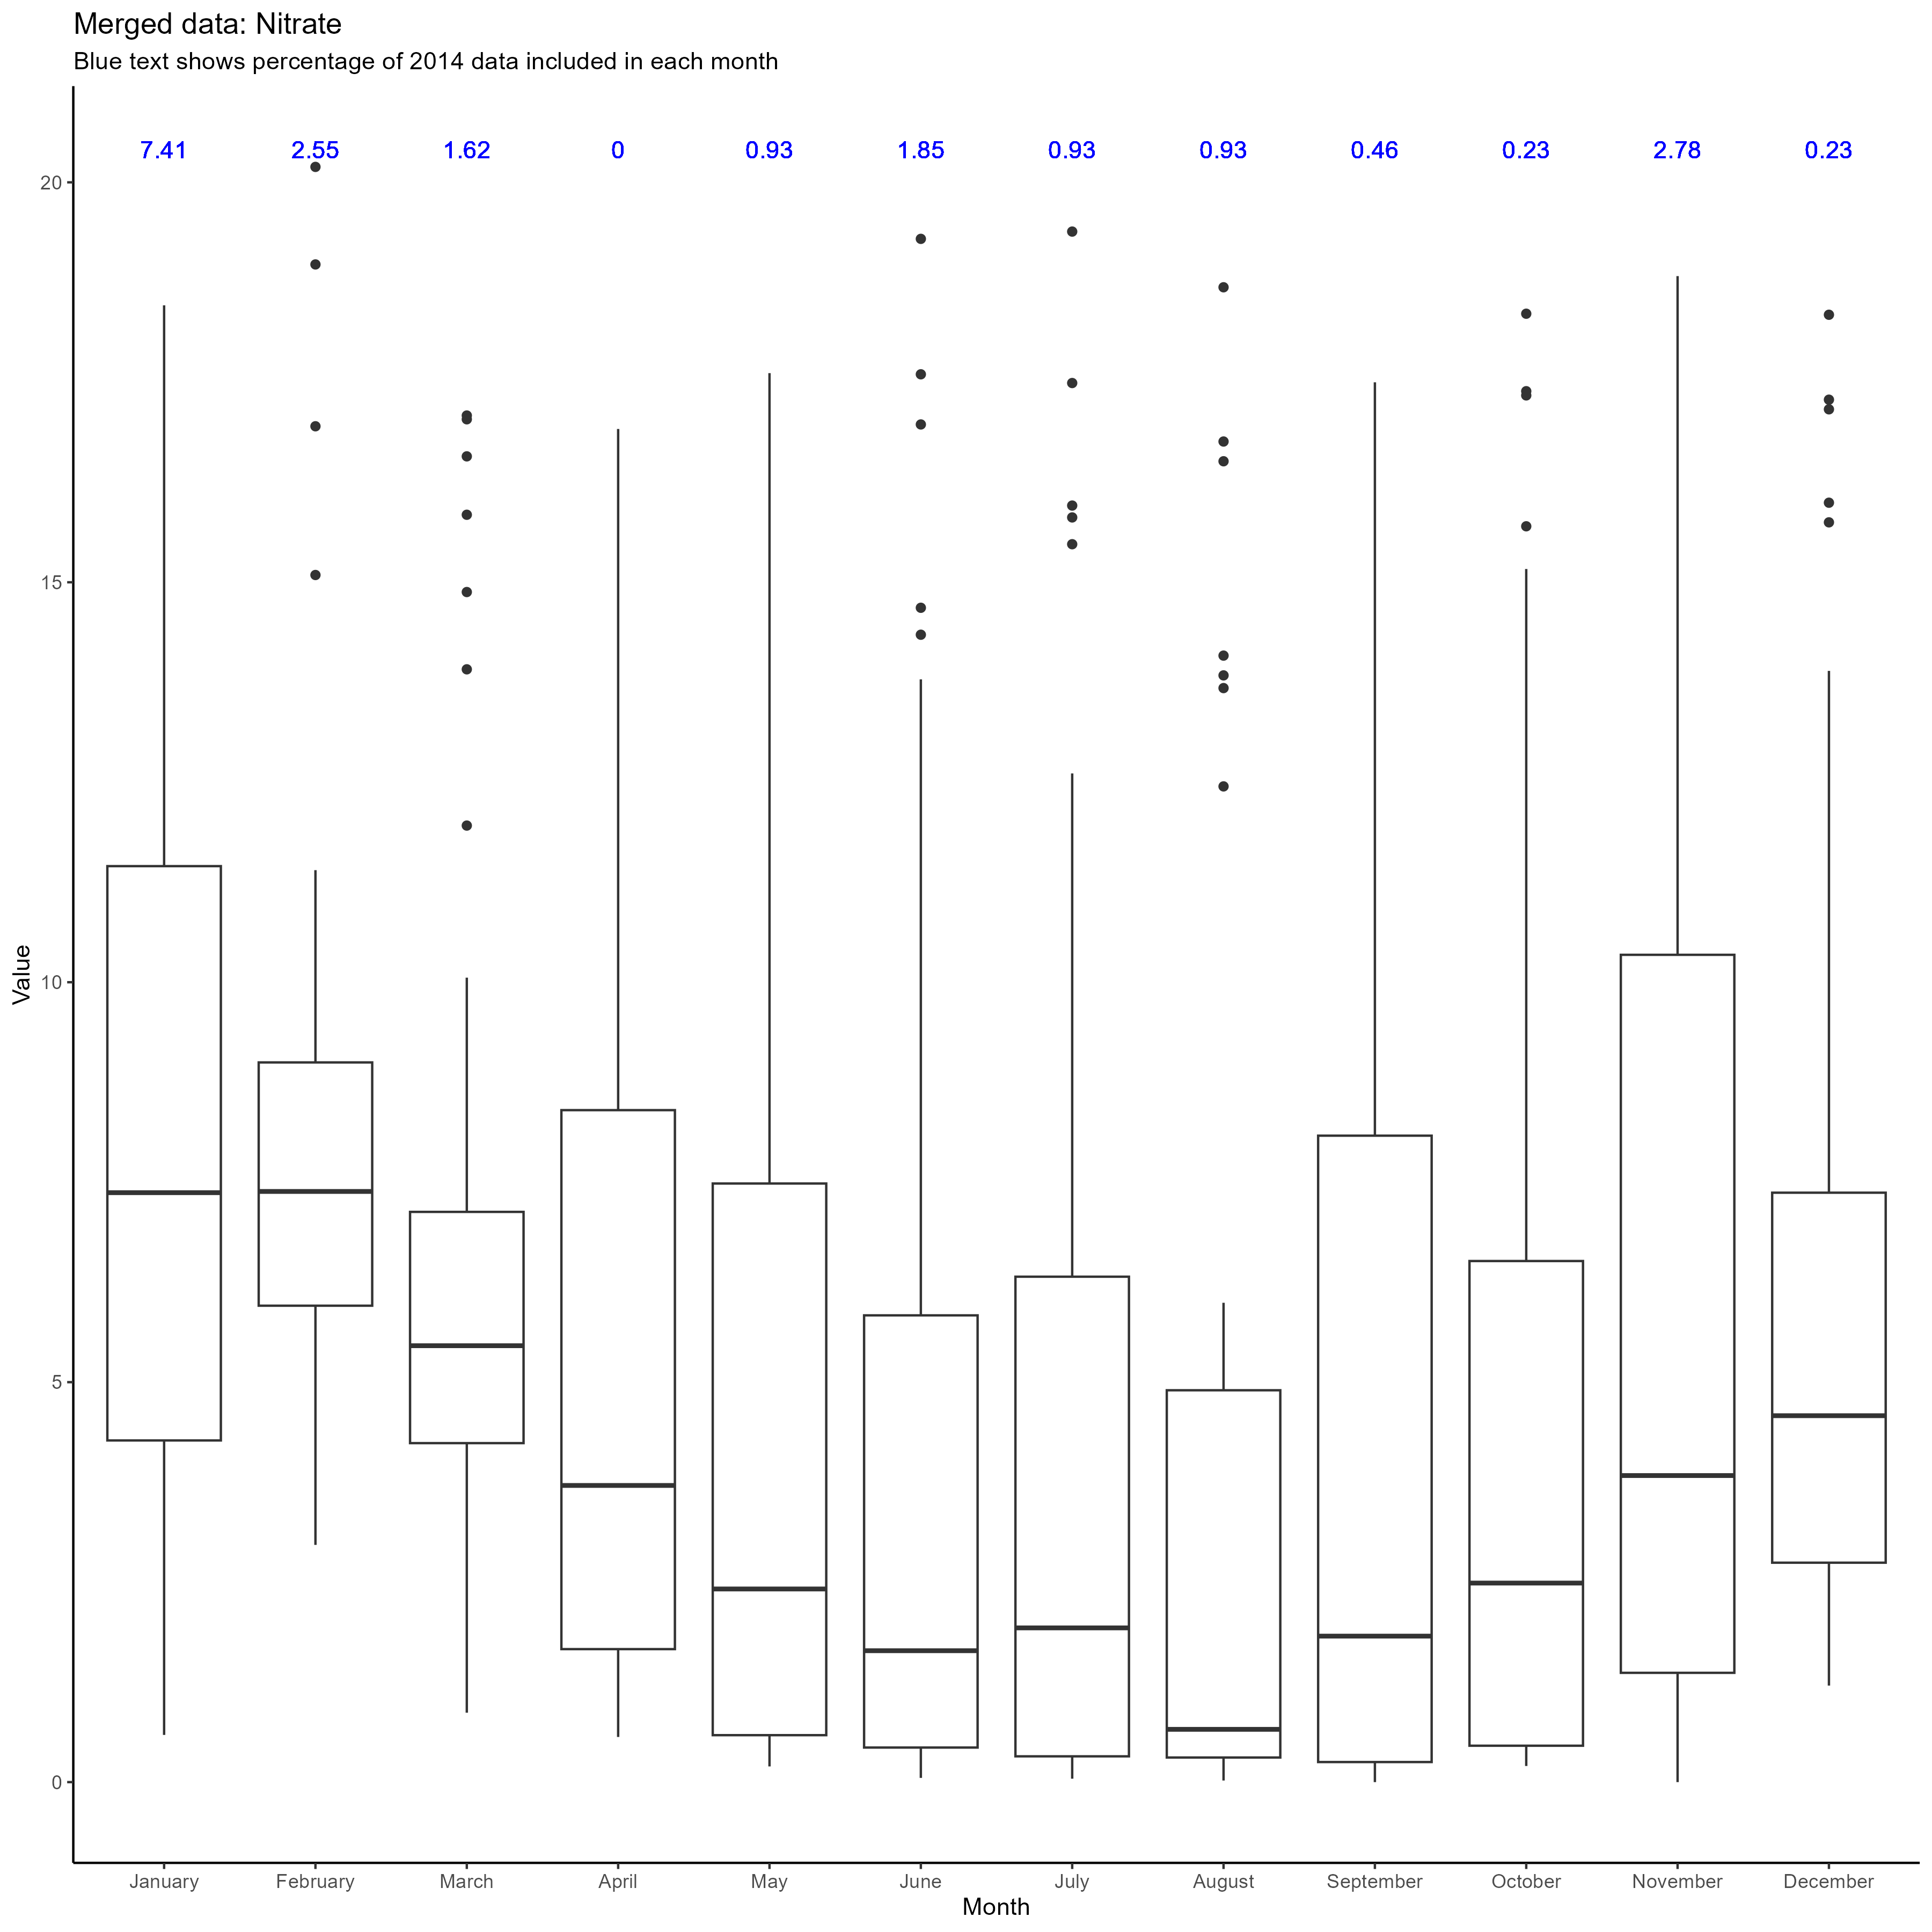 Merged data: Nitrate
Blue text shows percentage of 2014 data included in each month
7.41 2.55 1.62 0 0.93 1.85 0.93 0.93 0.46 0.23 2.78 0.23
20
15
10
5
0
Value
January February March April May June July August September October November December
Month